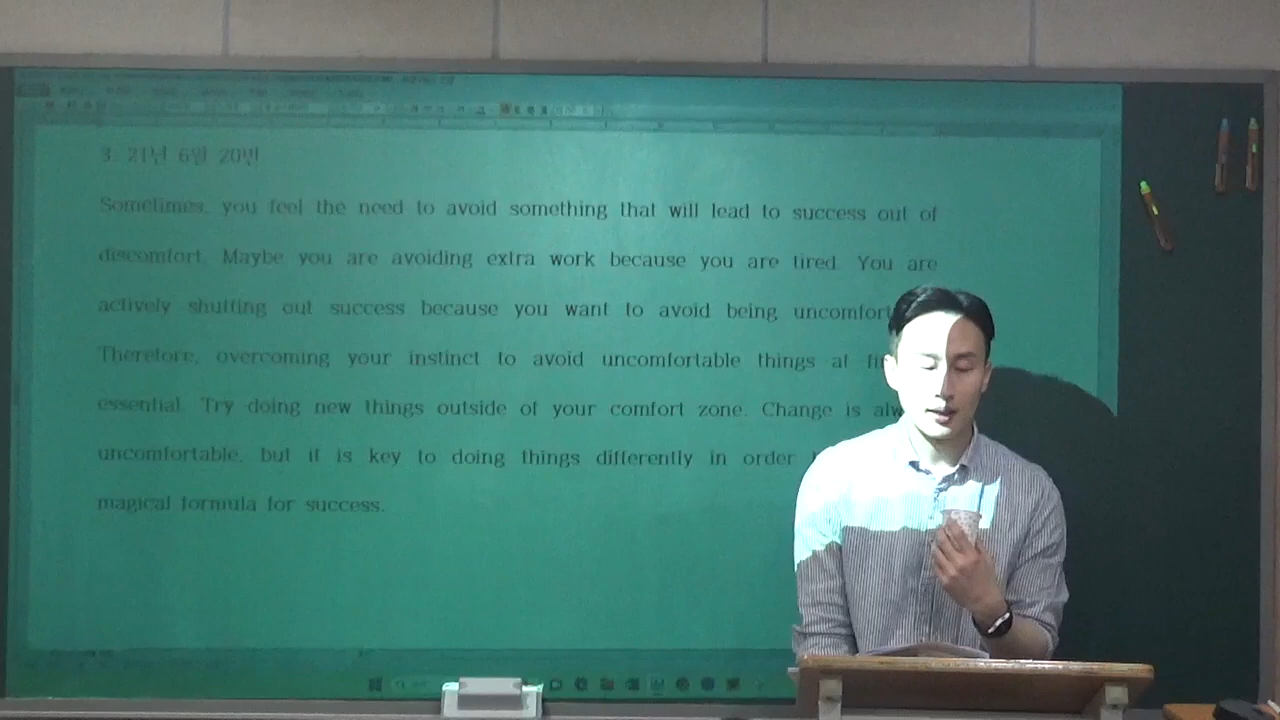 3. 21년 6월 20번
Sometimes, you feel the need to avoid something that will lead to success out of
discomfort. Maybe you are avoiding extra work because you are tired. You are
actively shutting out success because you want to avoid being
Therefore, overcoming your instinct to avoid uncomfortable things at
essential. Try doing new things outside of your comfort zone. Change is
uncomfortable, but it is key to doing things differently in order
magical formula for success.